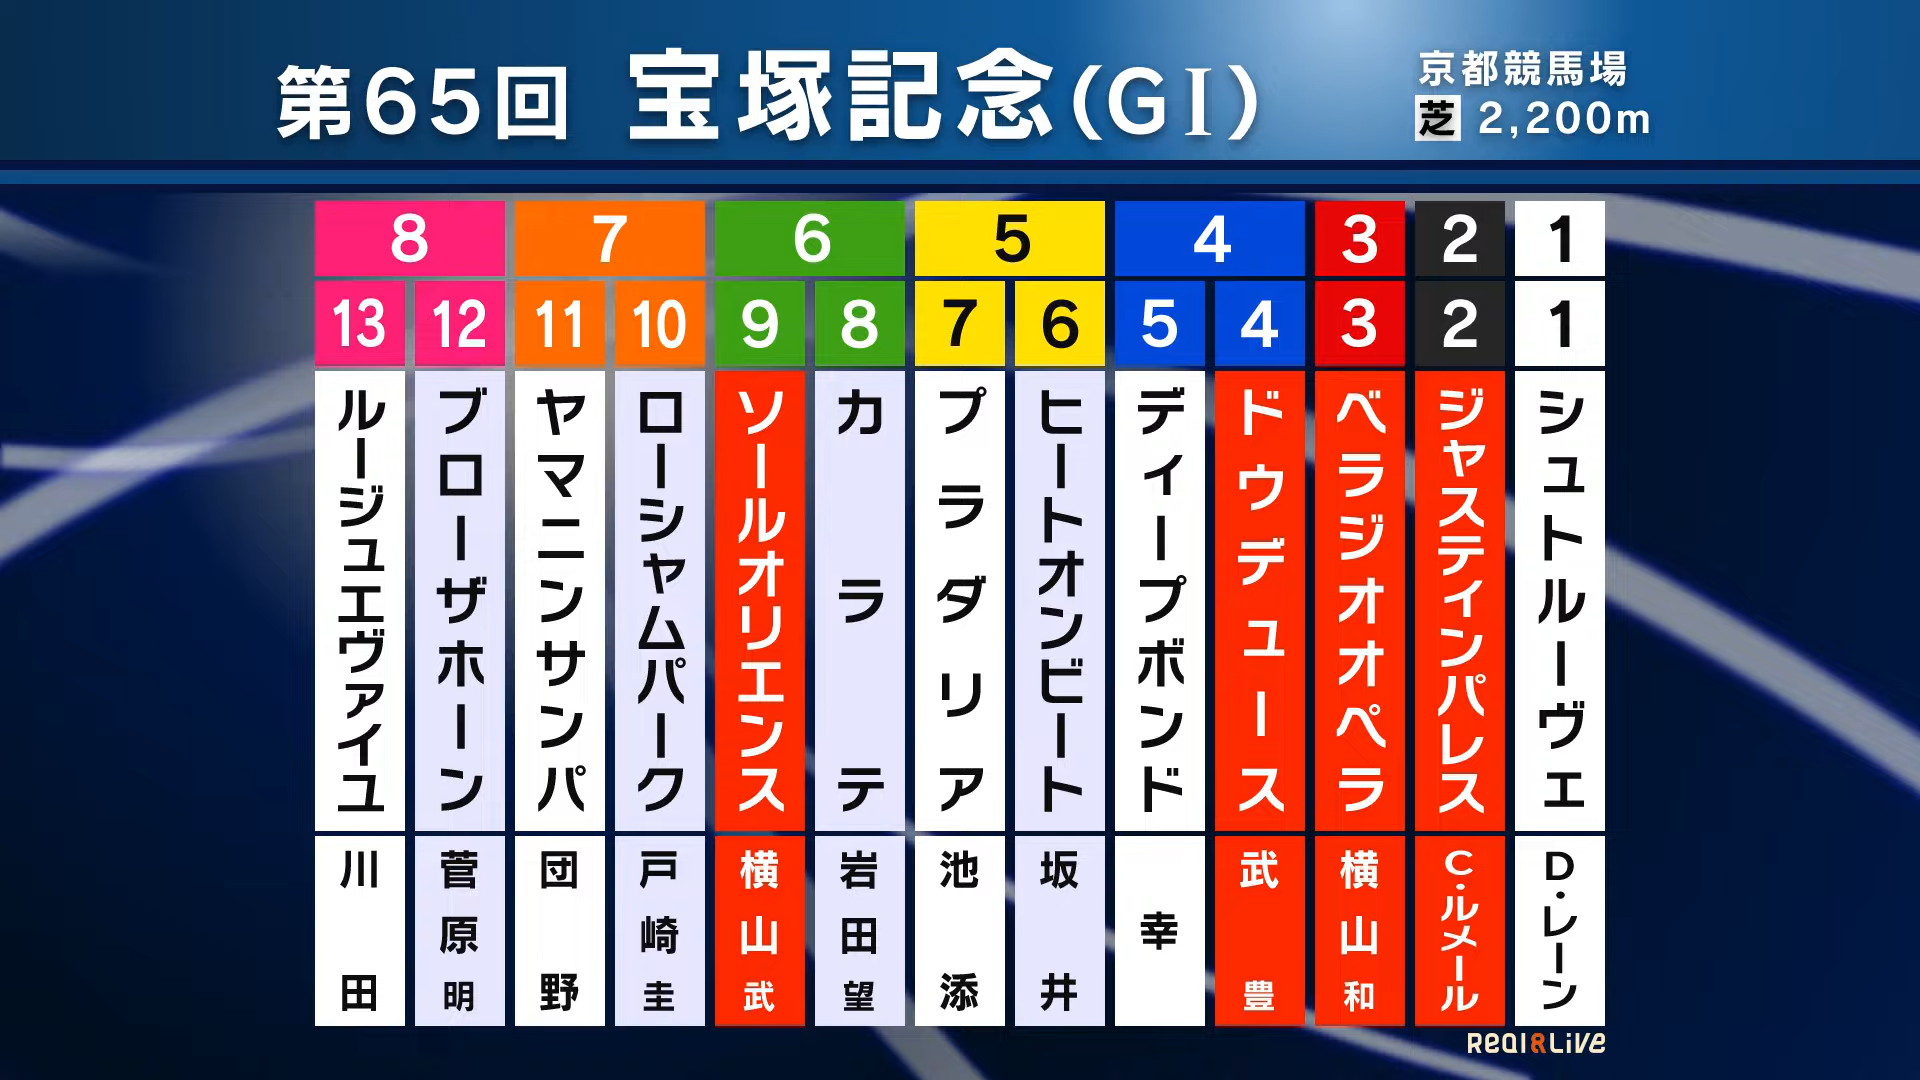 第65回 宝塚記念(GI)
京都競馬場
芝 2,200m
8 7 6 5 4 3 2 1
13 12 11 10 9 8 7 6 5 4 3 2 1
シュトルーヴェ
D・レーン
ジャスティンパレス
C・ルメール
ベラジオオペラ
横山和
ドウデュース
武豊
ディープボンド
幸
ヒートオンビート
坂井
プラダリア
池添
カラテ
岩田望
ソールオリエンス
横山武
ローシャムパーク
戸崎圭
ヤマニンサンパ
団野
ブローザホーン
菅原明
ルージュエヴァイユ
川田
Real&Live